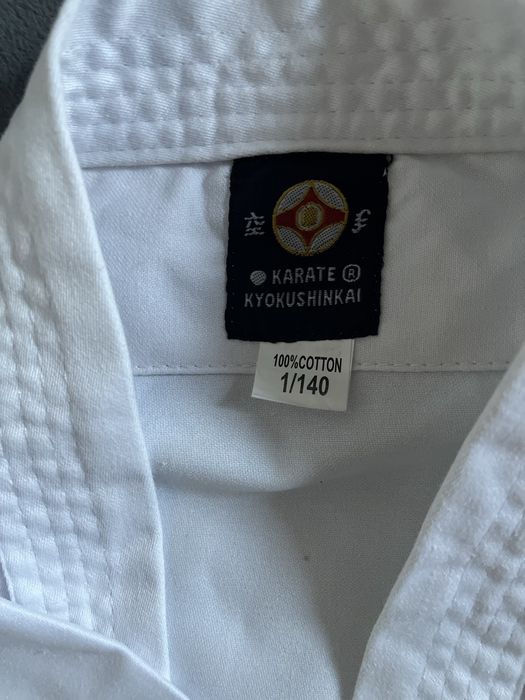 空 手
KARATE ®
KYOKUSHINKAI
100%COTTON
1/140